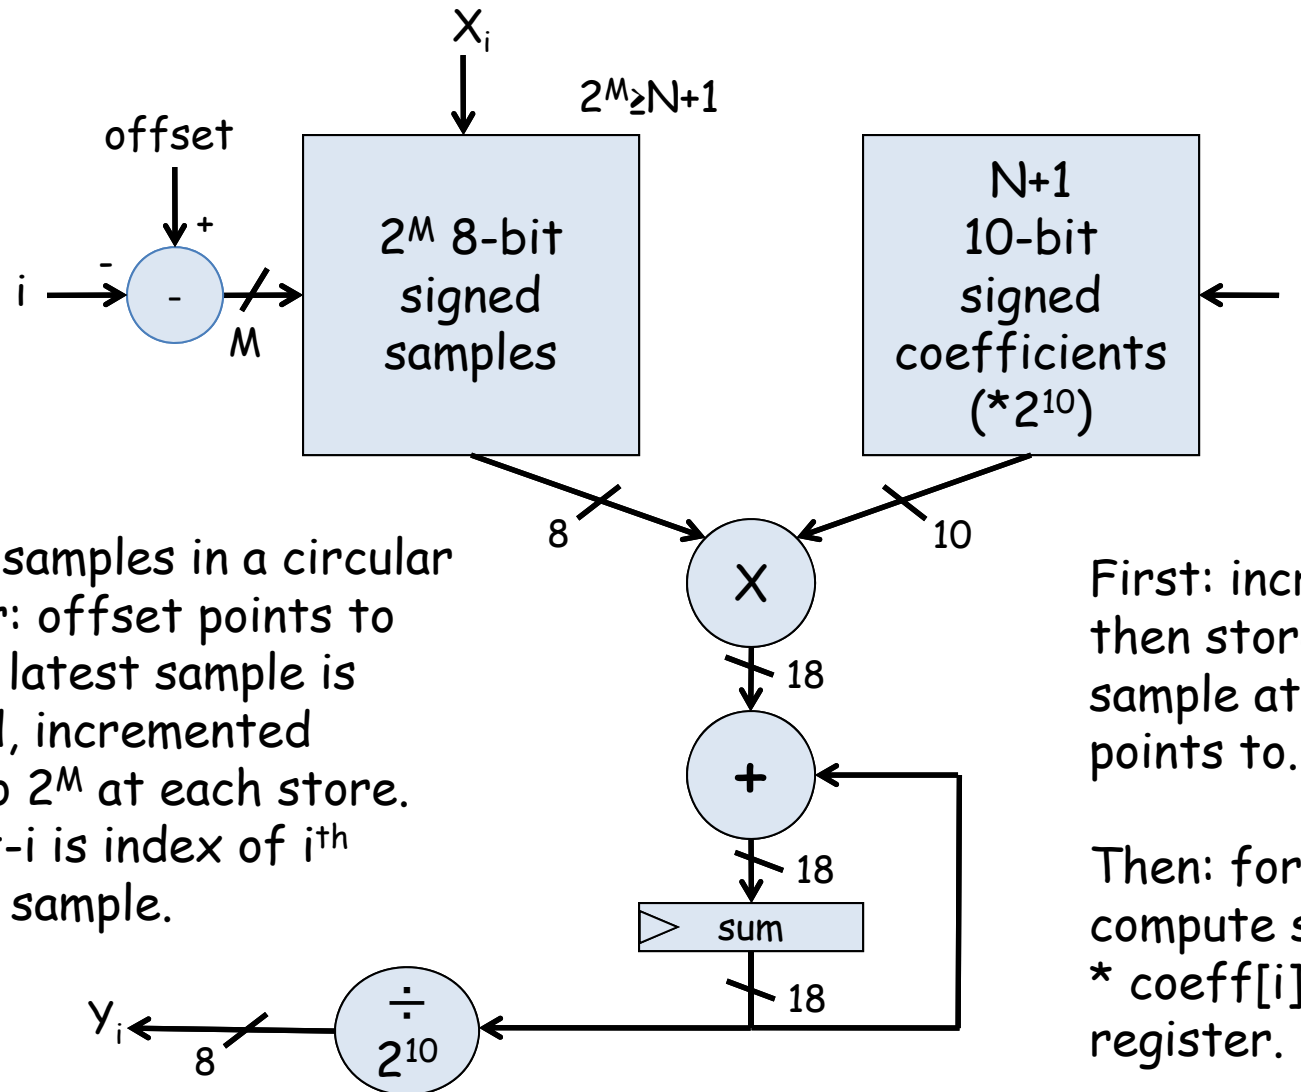 Xᵢ
2ᴹ≥N+1
offset
+
-
i
-
M
2ᴹ 8-bit
signed
samples
N+1
10-bit
signed
coefficients
(*2¹⁰)
8
10
X
18
+
18
sum
18
÷
2¹⁰
Yᵢ
8
samples in a circular
: offset points to
latest sample is
, incremented
2ᴹ at each store.
-i is index of iᵗʰ
sample.
First:
then
sample at
points to.
Then: for
compute
* coeff[i]
register.